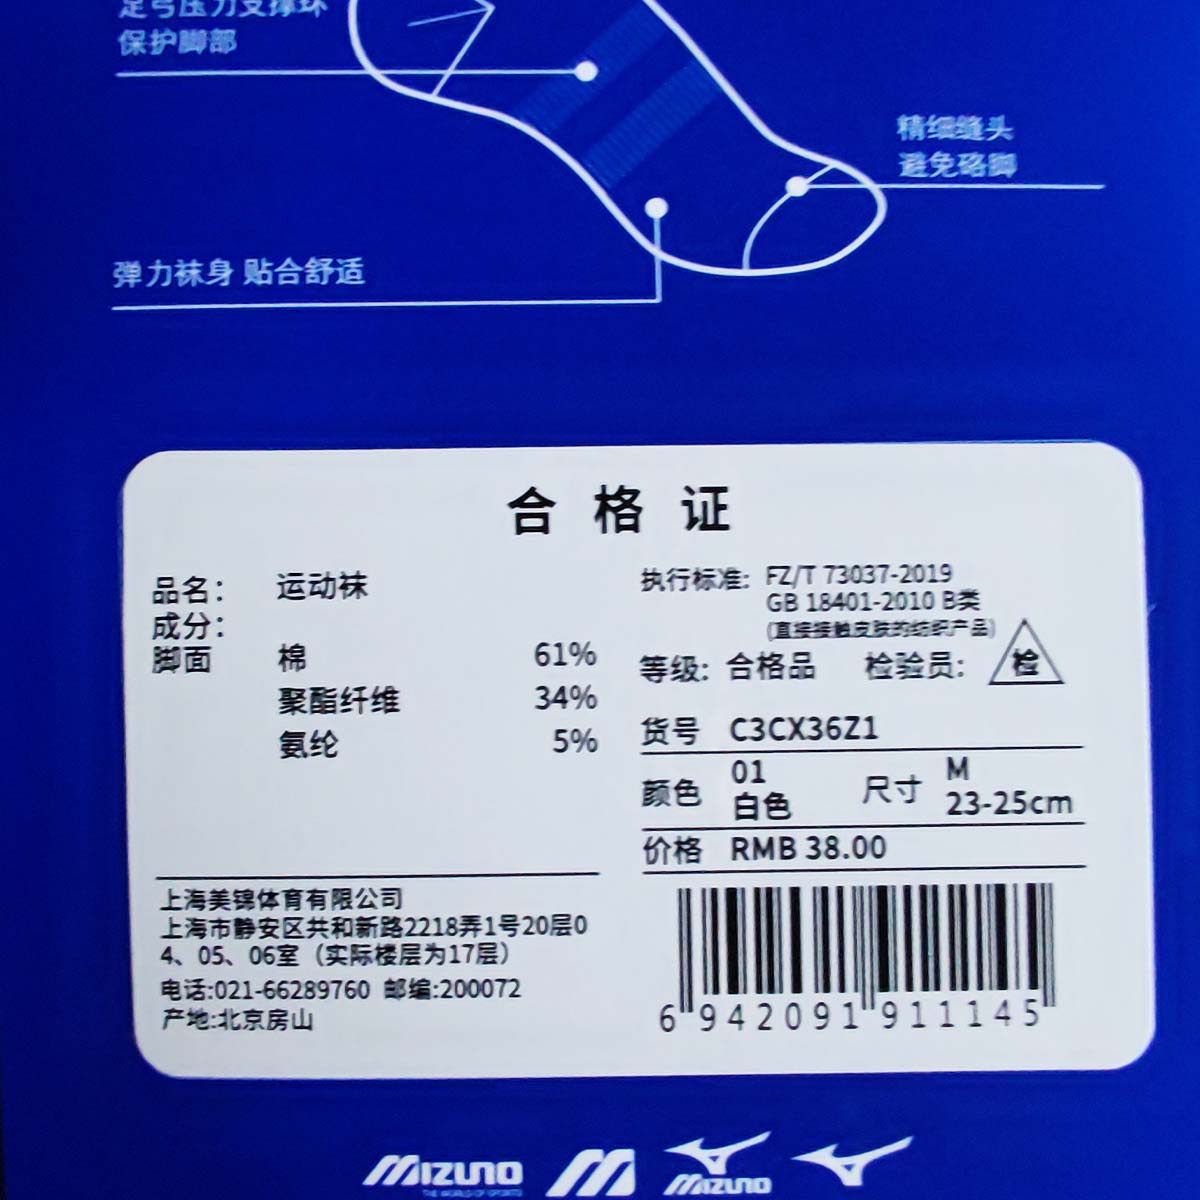 足弓压力支撑环
保护脚部
精细缝头
避免硌脚
弹力袜身 贴合舒适
合格证
品名： 运动袜
成分：
脚面 棉 61%
聚酯纤维 34%
氨纶 5%
执行标准: FZ/T 73037-2019
GB 18401-2010 B类
(直接接触皮肤的纺织产品)
等级: 合格品 检验员: 检
货号 C3CX36Z1
颜色 01 白色 尺寸 M 23-25cm
价格 RMB 38.00
上海美锦体育有限公司
上海市静安区共和新路2218弄1号20层0
4、05、06室（实际楼层为17层）
电话:021-66289760 邮编:200072
产地:北京房山
6 942091 911145
MIZUNO
THE WORLD OF SPORTS
MIZUNO